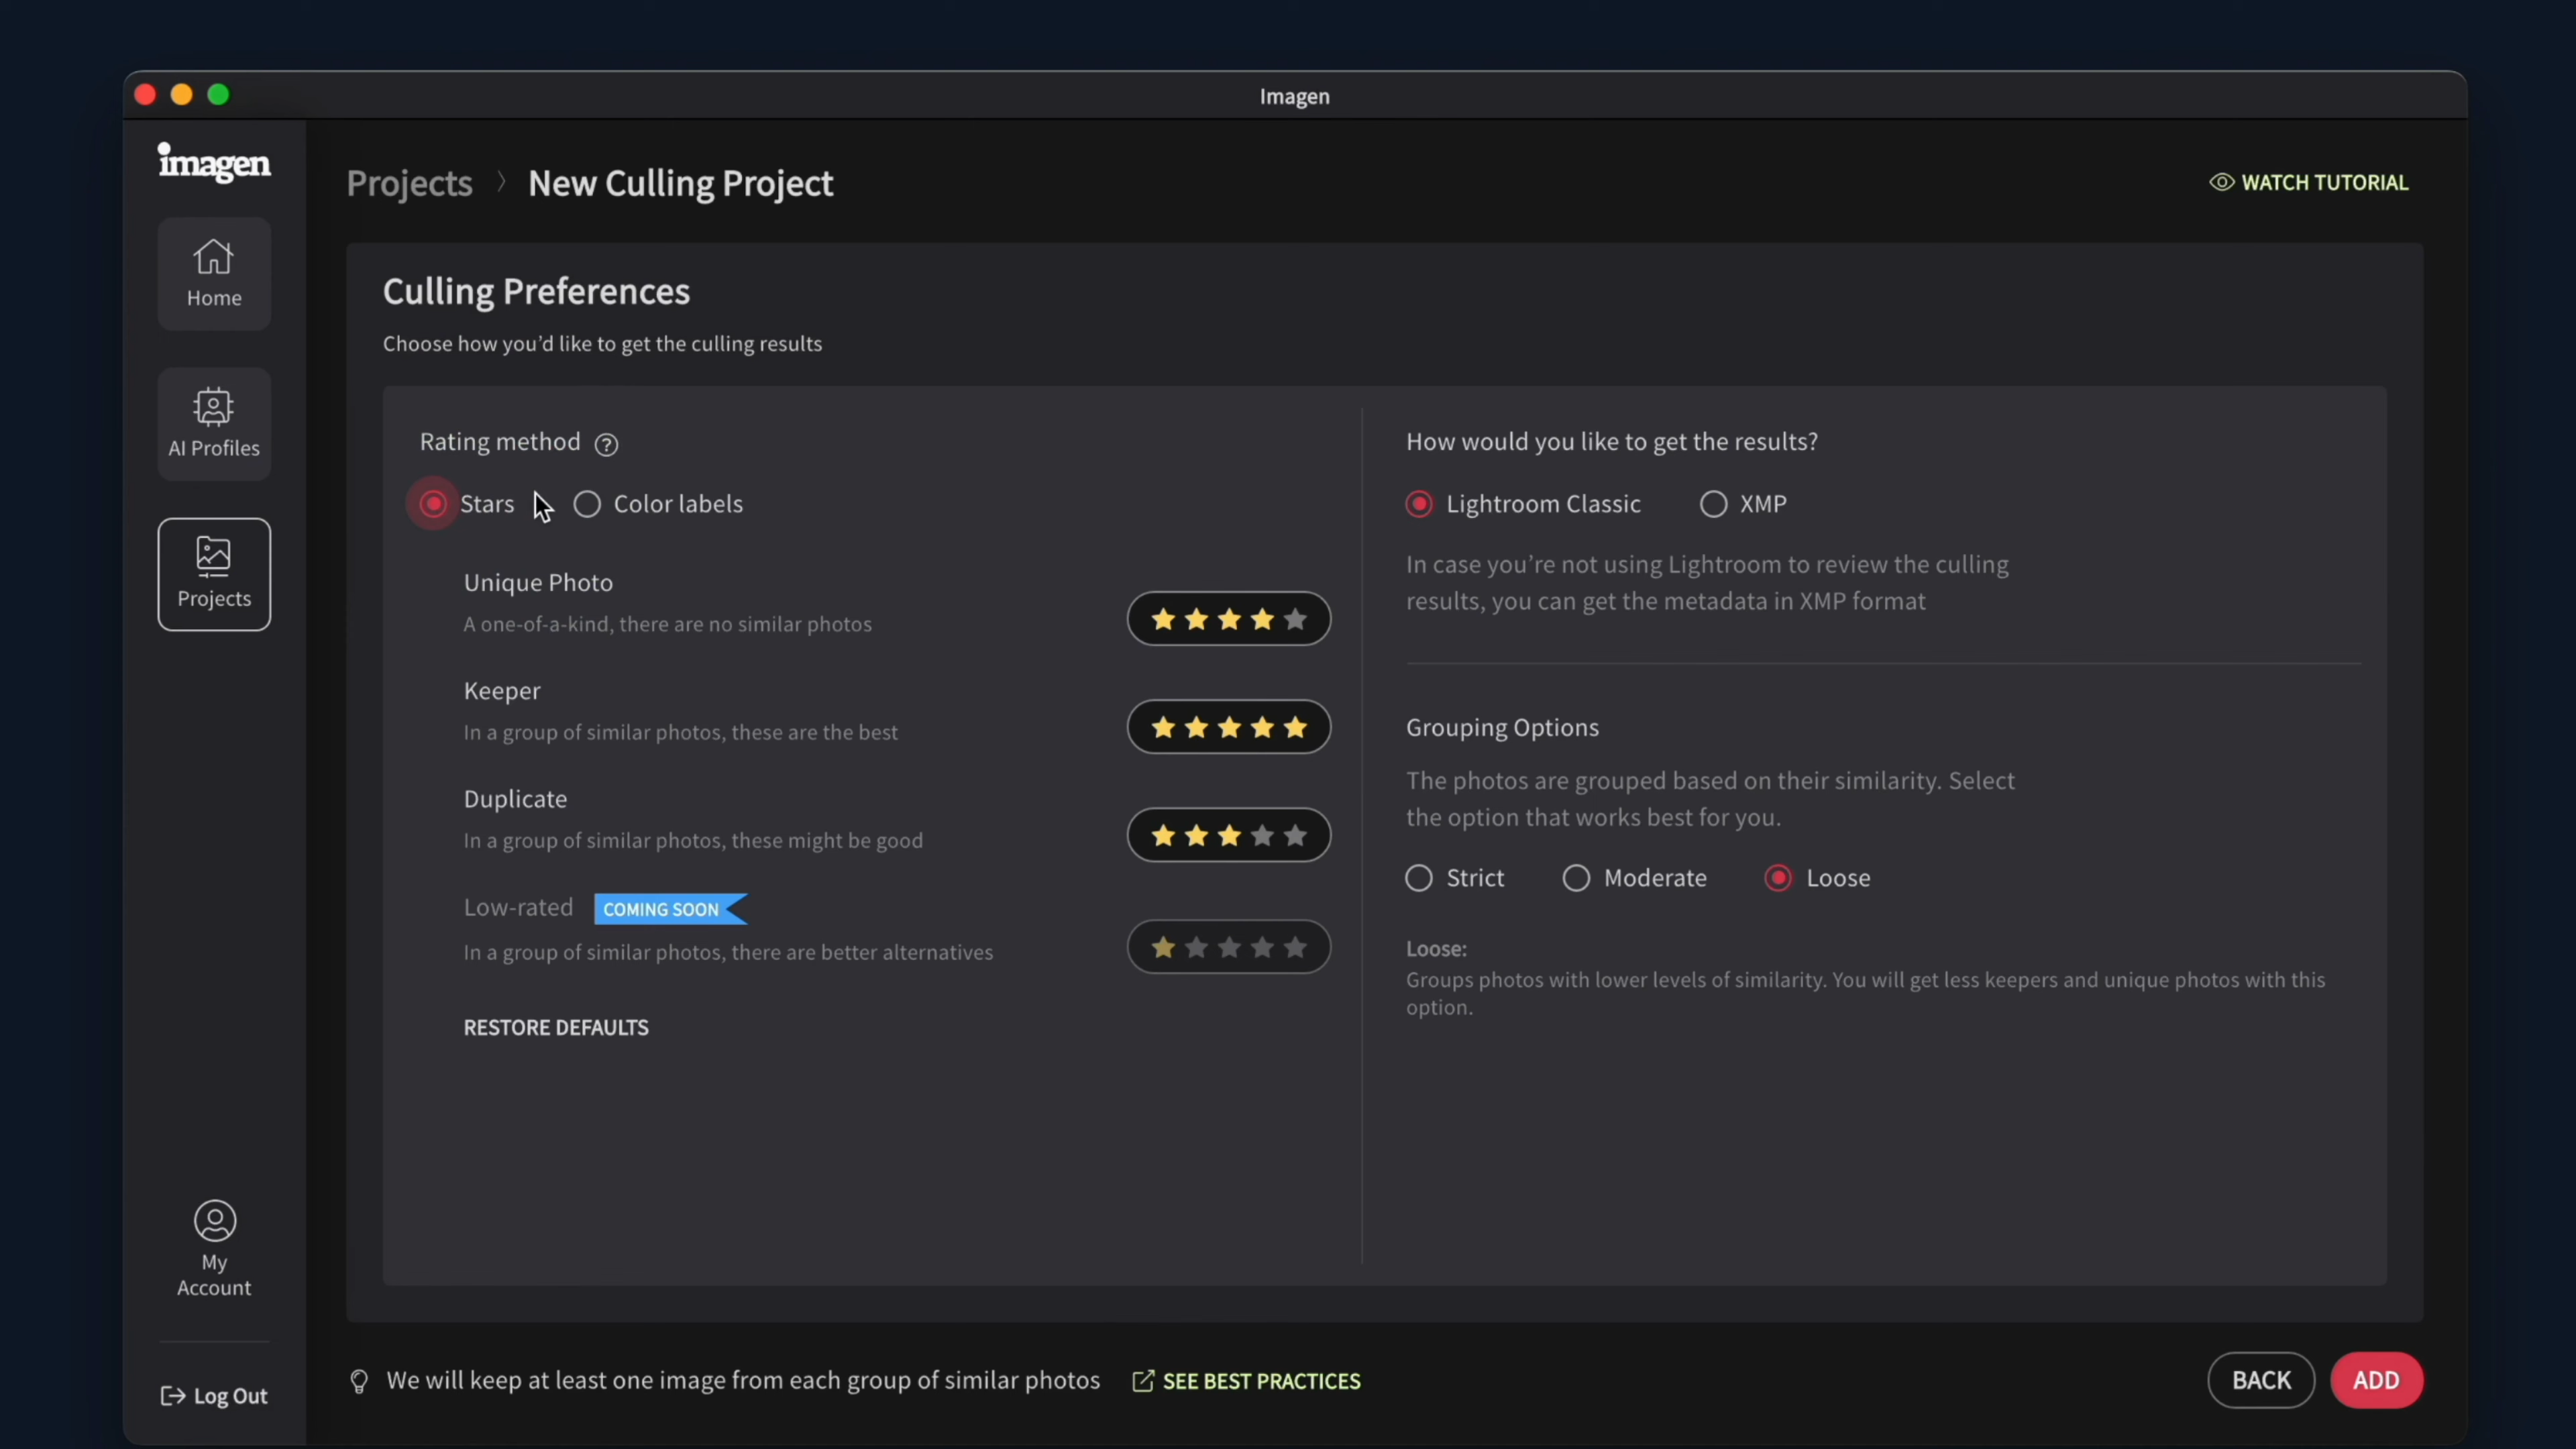 Imagen
imagen
Home
AI Profiles
Projects
My
Account
Log Out
Projects > New Culling Project
WATCH TUTORIAL
Culling Preferences
Choose how you'd like to get the culling results
Rating method ?
Stars
Color labels
Unique Photo
A one-of-a-kind, there are no similar photos
Keeper
In a group of similar photos, these are the best
Duplicate
In a group of similar photos, these might be good
Low-rated COMING SOON
In a group of similar photos, there are better alternatives
RESTORE DEFAULTS
How would you like to get the results?
Lightroom Classic
XMP
In case you're not using Lightroom to review the culling
results, you can get the metadata in XMP format
Grouping Options
The photos are grouped based on their similarity. Select
the option that works best for you.
Strict
Moderate
Loose
Loose:
Groups photos with lower levels of similarity. You will get less keepers and unique photos with this
option.
We will keep at least one image from each group of similar photos
SEE BEST PRACTICES
BACK
ADD